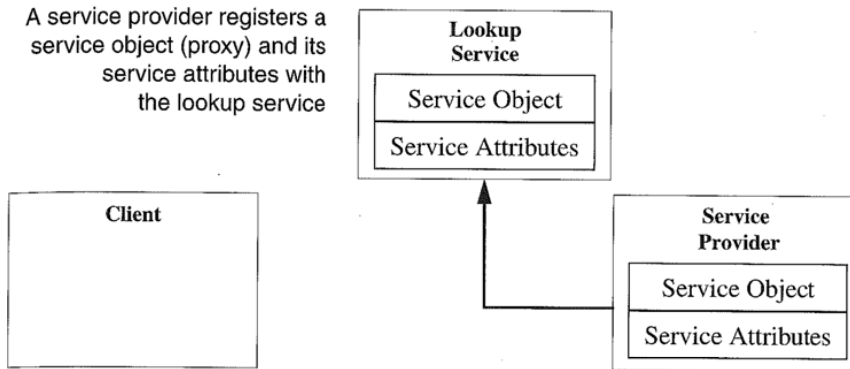 A service provider registers a
service object (proxy) and its
service attributes with
the lookup service
Lookup
Service
Service Object
Service Attributes
Client
Service
Provider
Service Object
Service Attributes